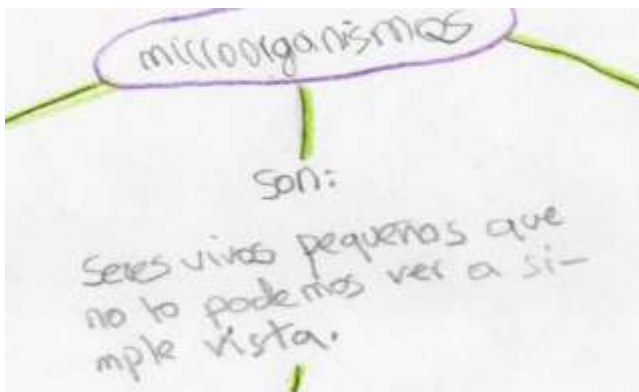 microorganismos
Son:
Seres vivos pequeños que
no lo podemos ver a si-
mple vista.